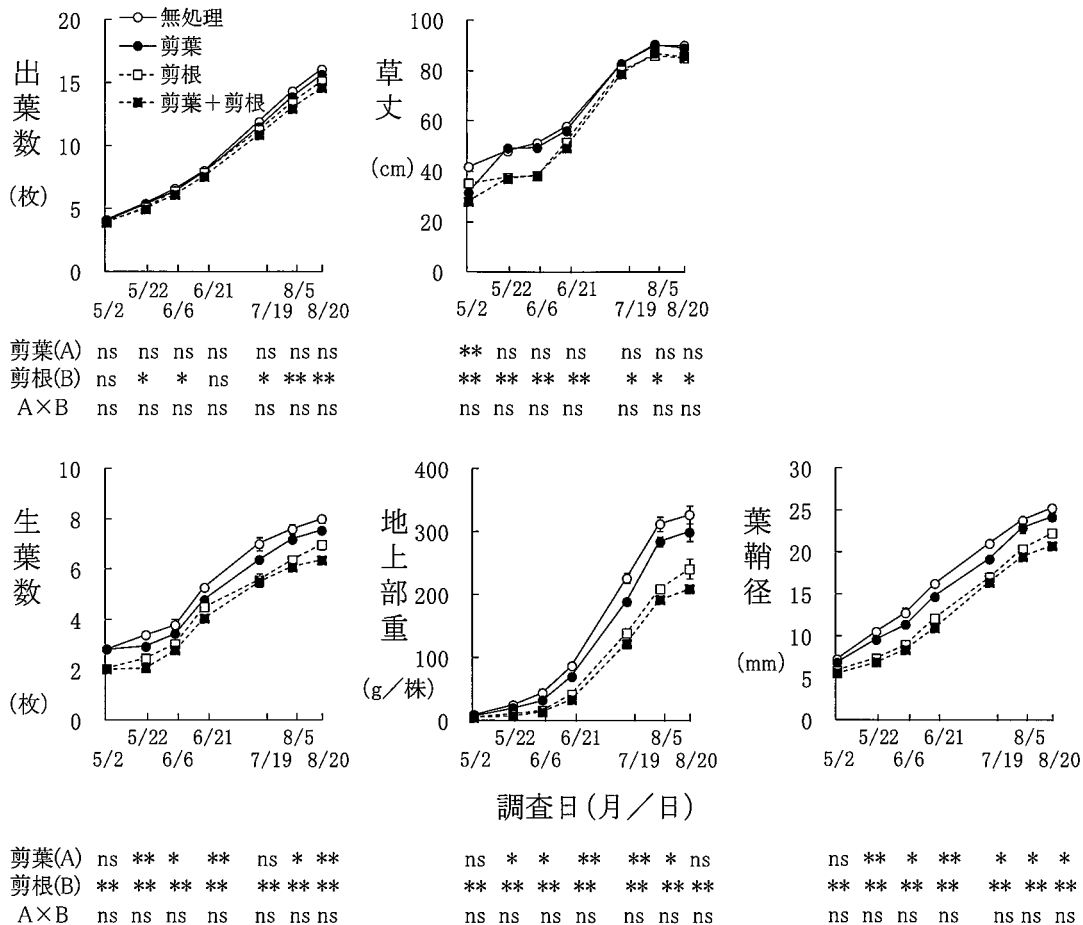 出葉数
(枚)
20
15
10
5
0
無処理
剪葉
剪根
剪葉＋剪根
5/22 6/21 8/5
5/2 6/6 7/19 8/20
草丈
(cm)
100
80
60
40
20
0
5/22 6/21 8/5
5/2 6/6 7/19 8/20
剪葉(A) ns ns ns ns ns ns ns ** ns ns ns ns ns ns
剪根(B) ns * * ns * ** ** ** ** ** ** * * *
A×B ns ns ns ns ns ns ns ns ns ns ns ns ns ns
生葉数
(枚)
10
8
6
4
2
0
5/22 6/21 8/5
5/2 6/6 7/19 8/20
地上部重
(g／株)
400
300
200
100
0
5/22 6/21 8/5
5/2 6/6 7/19 8/20
葉鞘径
(mm)
30
25
20
15
10
5
0
5/22 6/21 8/5
5/2 6/6 7/19 8/20
調査日(月／日)
剪葉(A) ns ** * ** ns * ** ns * * ** ** * ns ns ** * ** * * *
剪根(B) ** ** ** ** ** ** ** ** ** ** ** ** ** ** ** ** ** ** ** ** **
A×B ns ns ns ns ns ns ns ns ns ns ns ns ns ns ns ns ns ns ns ns ns